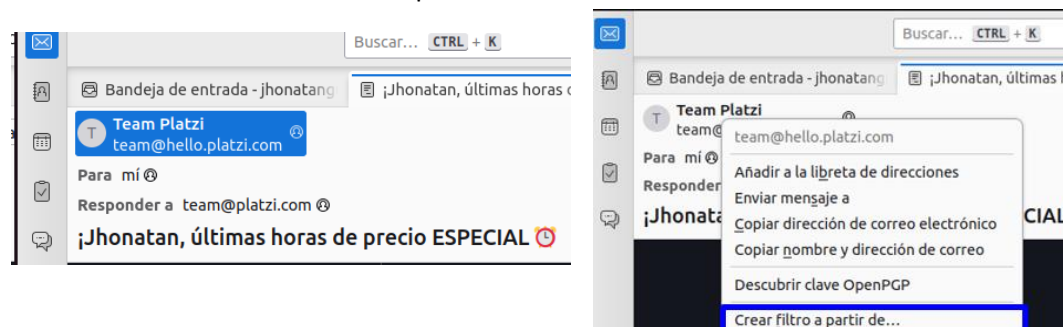 Buscar... CTRL + K
Bandeja de entrada - jhonatang
¡Jhonatan, últimas horas
T
Team Platzi
team@hello.platzi.com
Para mí
Responder a team@platzi.com
¡Jhonatan, últimas horas de precio ESPECIAL ⏰
Buscar... CTRL + K
Bandeja de entrada - jhonatang
¡Jhonatan, últimas
T
Team Platzi
team@
Para mí
Responder
¡Jhonata
CIAL
team@hello.platzi.com
Añadir a la libreta de direcciones
Enviar mensaje a
Copiar dirección de correo electrónico
Copiar nombre y dirección de correo
Descubrir clave OpenPGP
Crear filtro a partir de...